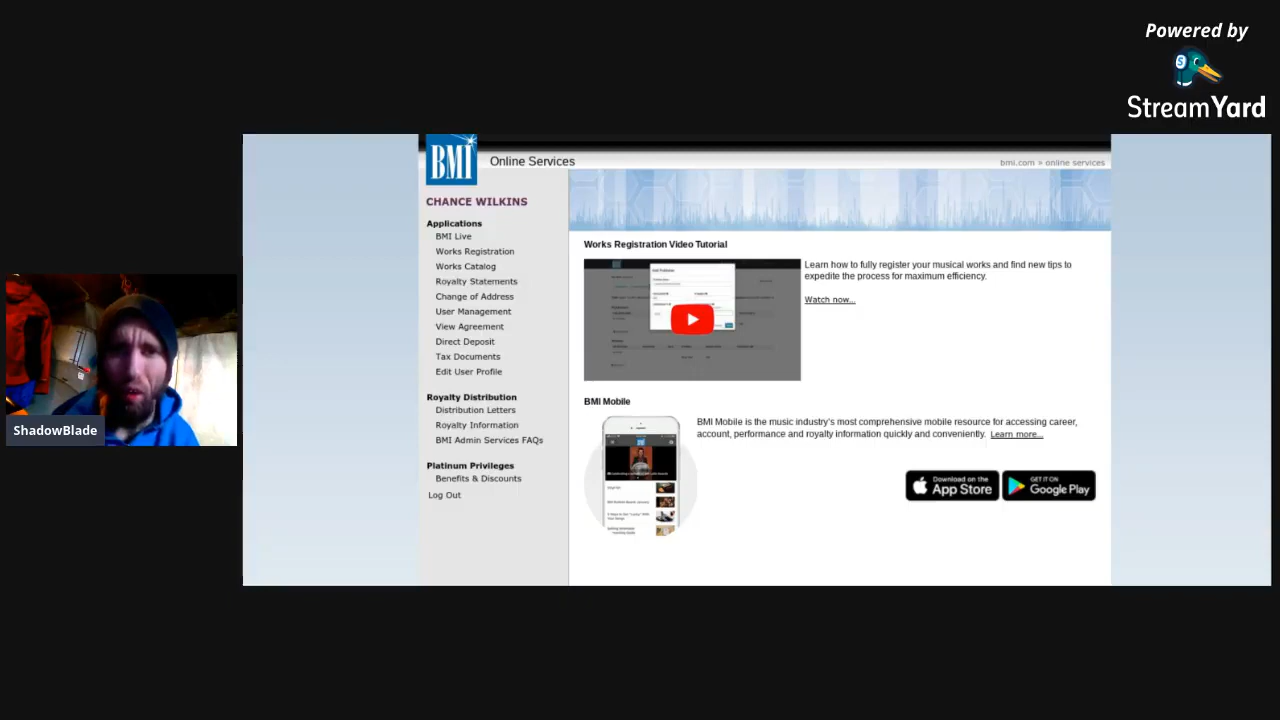 Powered by
StreamYard
BMI
Online Services
bmi.com » online services
CHANCE WILKINS
Applications
BMI Live
Works Registration
Works Catalog
Royalty Statements
Change of Address
User Management
View Agreement
Direct Deposit
Tax Documents
Edit User Profile
Royalty Distribution
Distribution Letters
Royalty Information
BMI Admin Services FAQs
Platinum Privileges
Benefits & Discounts
Log Out
Works Registration Video Tutorial
Learn how to fully register your musical works and find new tips to
expedite the process for maximum efficiency.
Watch now...
BMI Mobile
BMI Mobile is the music industry's most comprehensive mobile resource for accessing career,
account, performance and royalty information quickly and conveniently. Learn more...
Download on the
App Store
GET IT ON
Google Play
ShadowBlade